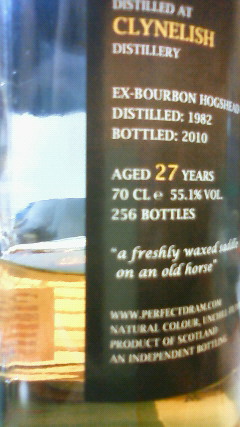 DISTILLED AT
CLYNELISH
DISTILLERY
EX-BOURBON HOGSHEAD
DISTILLED: 1982
BOTTLED: 2010
AGED 27 YEARS
70 CL e 55.1% VOL.
256 BOTTLES
"a freshly waxed saddle
on an old horse"
WWW.PERFECTDRAM.COM
NATURAL COLOUR,
PRODUCT OF SCOTLAND
AN INDEPENDENT BOTTLING